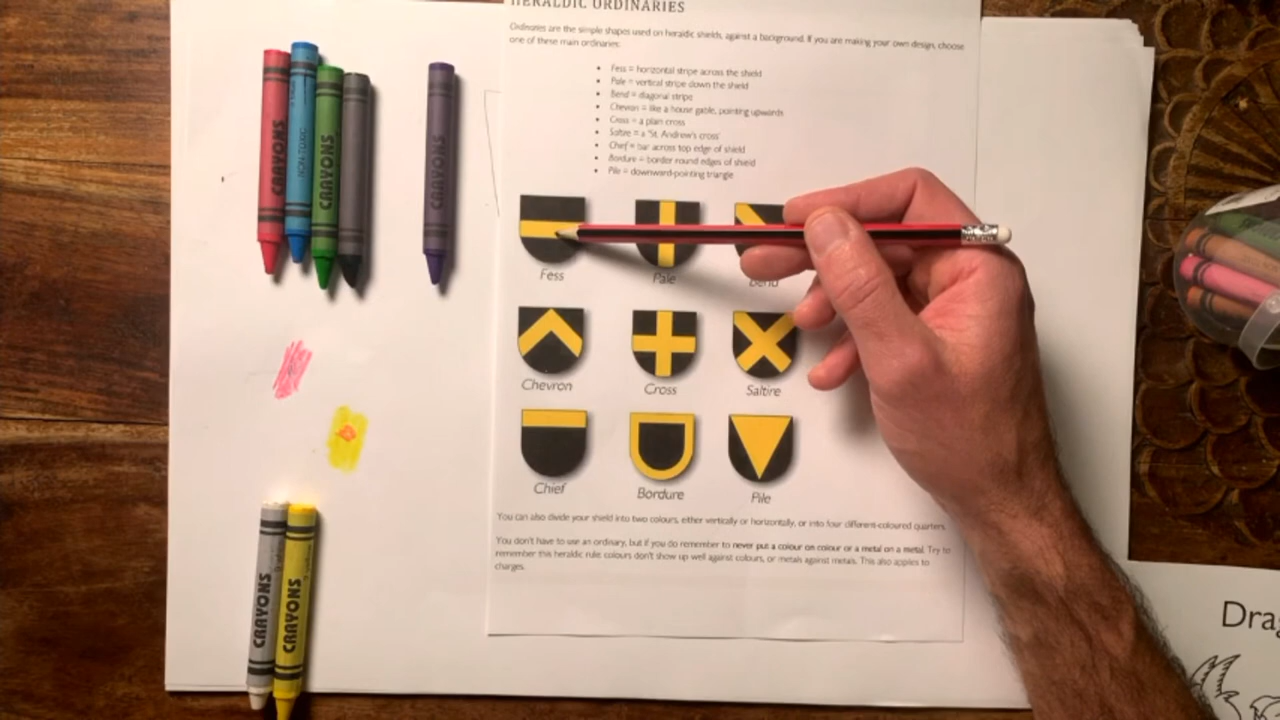 HERALDIC ORDINARIES
Ordinaries are the simple shapes used on heraldic shields, against a background. If you are making your own design, choose
one of these main ordinaries:
• Fess = horizontal stripe across the shield
• Pale = vertical stripe down the shield
• Bend = diagonal stripe
• Chevron = like a house gable, pointing upwards
• Cross = a plain cross
• Saltire = a 'St. Andrew's cross'
• Chief = bar across top edge of shield
• Bordure = border round edges of shield
• Pile = downward-pointing triangle
Fess Pale Bend
Chevron Cross Saltire
Chief Bordure Pile
You can also divide your shield into two colours, either vertically or horizontally, or into four different-coloured quarters.
You don't have to use an ordinary, but if you do remember to never put a colour on colour or a metal on a metal. Try to
remember this heraldic rule colours don't show up well against colours, or metals against metals. This also applies to
charges.
CRAYONS
NON-TOXIC
CRAYONS
CRAYONS
CRAYONS
CRAYONS
Drag